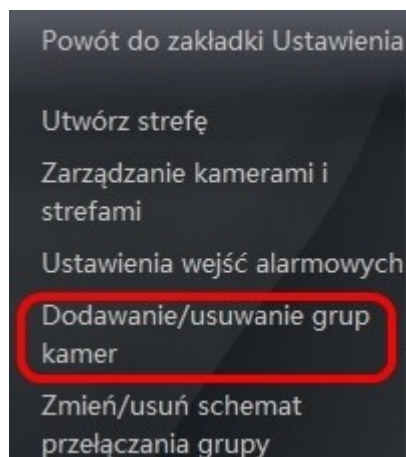 Powót do zakładki Ustawienia
Utwórz strefę
Zarządzanie kamerami i
strefami
Ustawienia wejść alarmowych
Dodawanie/usuwanie grup
kamer
Zmień/usuń schemat
przełączania grupy